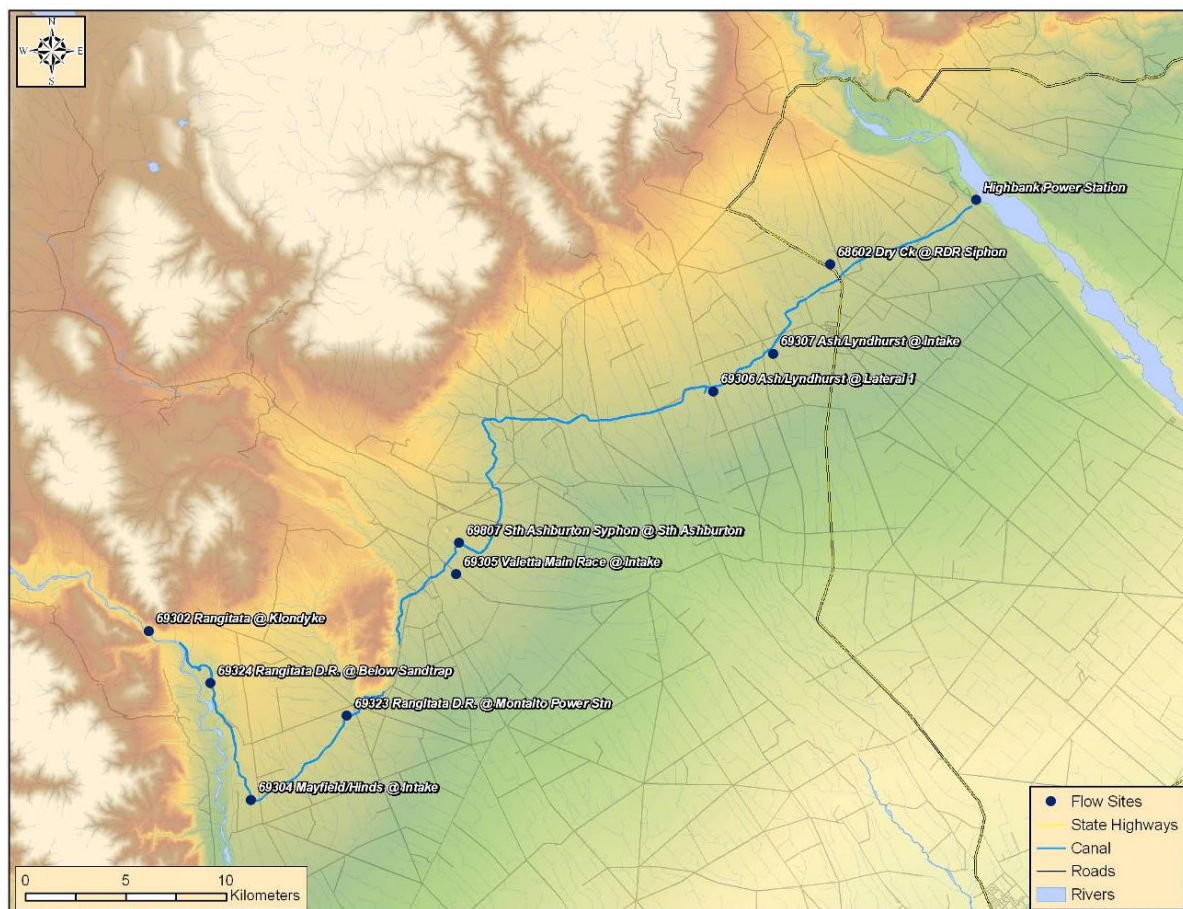 N
W E
S
Highbank Power Station
68602 Dry Ck @ RDR Siphon
69307 Ash/Lyndhurst @ Intake
69306 Ash/Lyndhurst @ Lateral 1
69807 Sth Ashburton Syphon @ Sth Ashburton
69305 Valetta Main Race @ Intake
69302 Rangitata @ Klondyke
69324 Rangitata D.R. @ Below Sandtrap
69323 Rangitata D.R. @ Montalto Power Stn
69304 Mayfield/Hinds @ Intake
Flow Sites
State Highways
Canal
Roads
Rivers
0 5 10
Kilometers